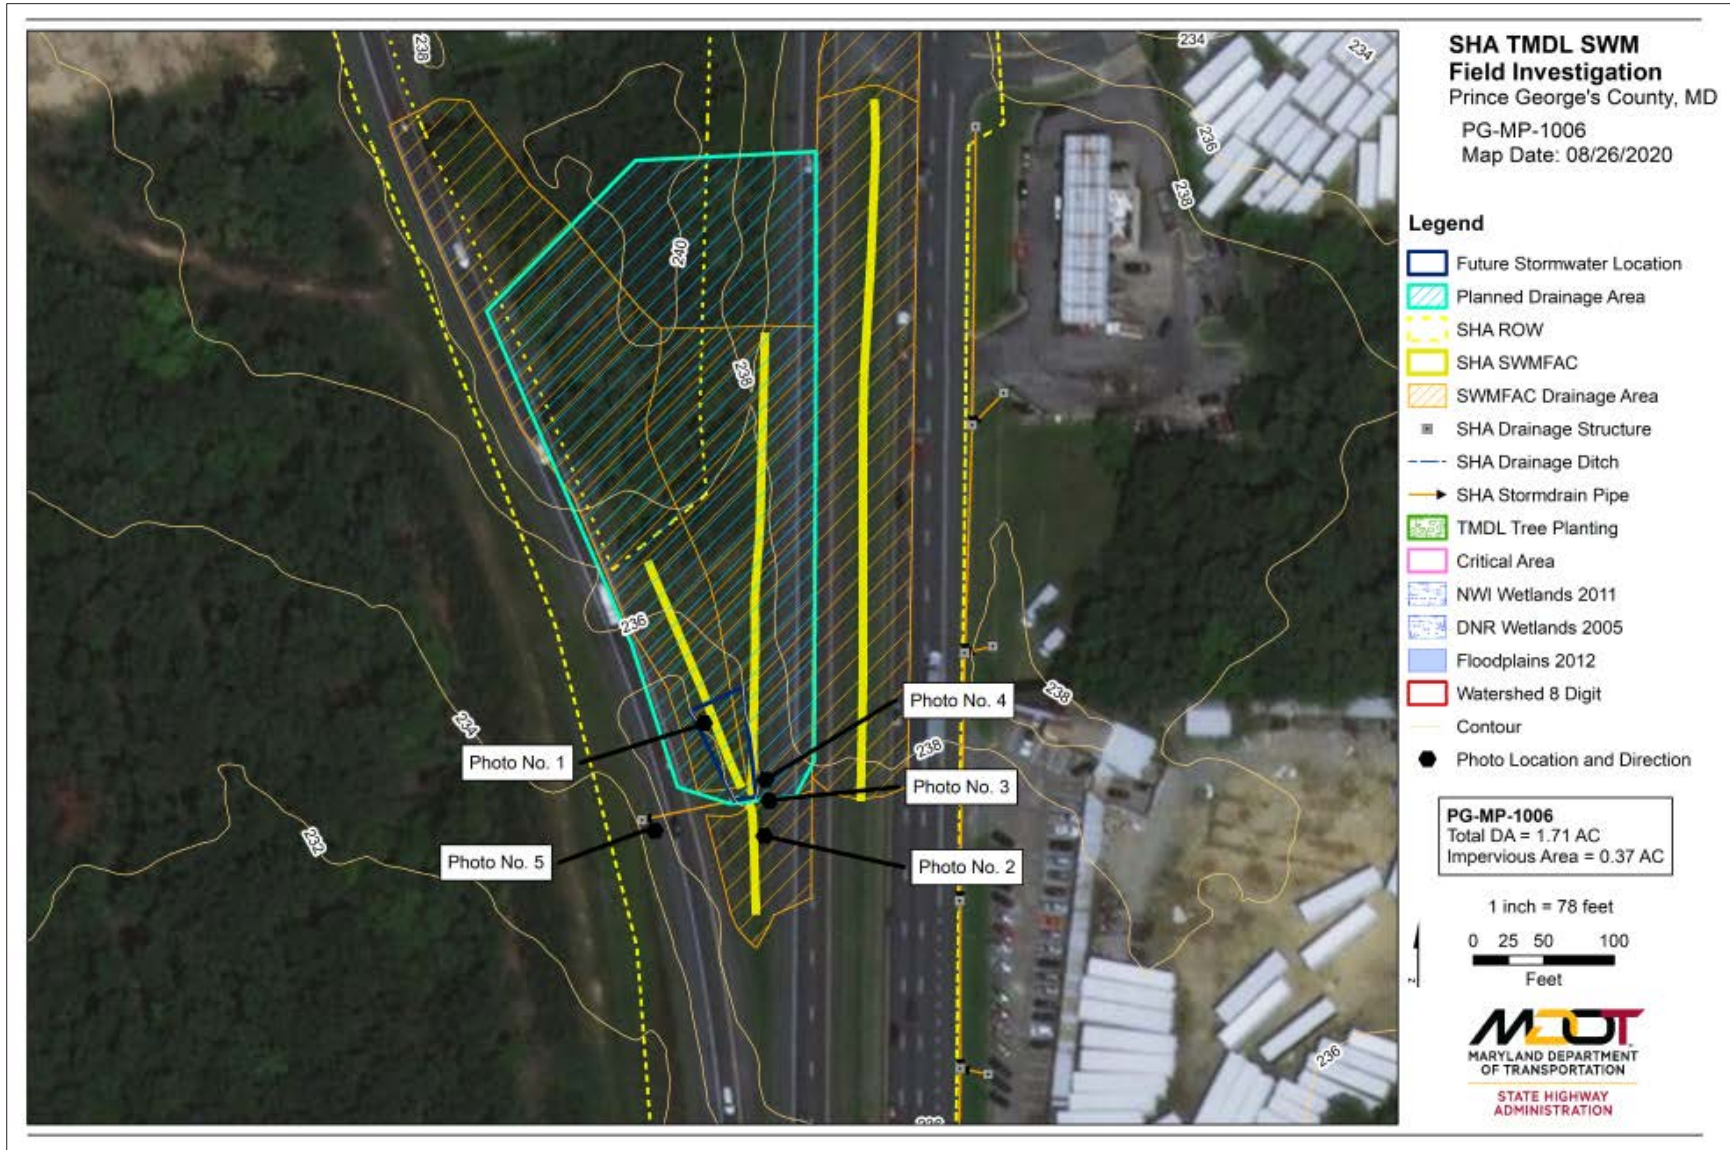 SHA TMDL SWM
Field Investigation
Prince George's County, MD
PG-MP-1006
Map Date: 08/26/2020
Legend
Future Stormwater Location
Planned Drainage Area
SHA ROW
SHA SWMFAC
SWMFAC Drainage Area
SHA Drainage Structure
SHA Drainage Ditch
SHA Stormdrain Pipe
TMDL Tree Planting
Critical Area
NWI Wetlands 2011
DNR Wetlands 2005
Floodplains 2012
Watershed 8 Digit
Contour
Photo Location and Direction
PG-MP-1006
Total DA = 1.71 AC
Impervious Area = 0.37 AC
1 inch = 78 feet
0 25 50 100
Feet
z
MDOT
MARYLAND DEPARTMENT
OF TRANSPORTATION
STATE HIGHWAY
ADMINISTRATION
234
234
236
238
240
238
236
234
238
238
232
236
Photo No. 4
Photo No. 1
Photo No. 3
Photo No. 5
Photo No. 2